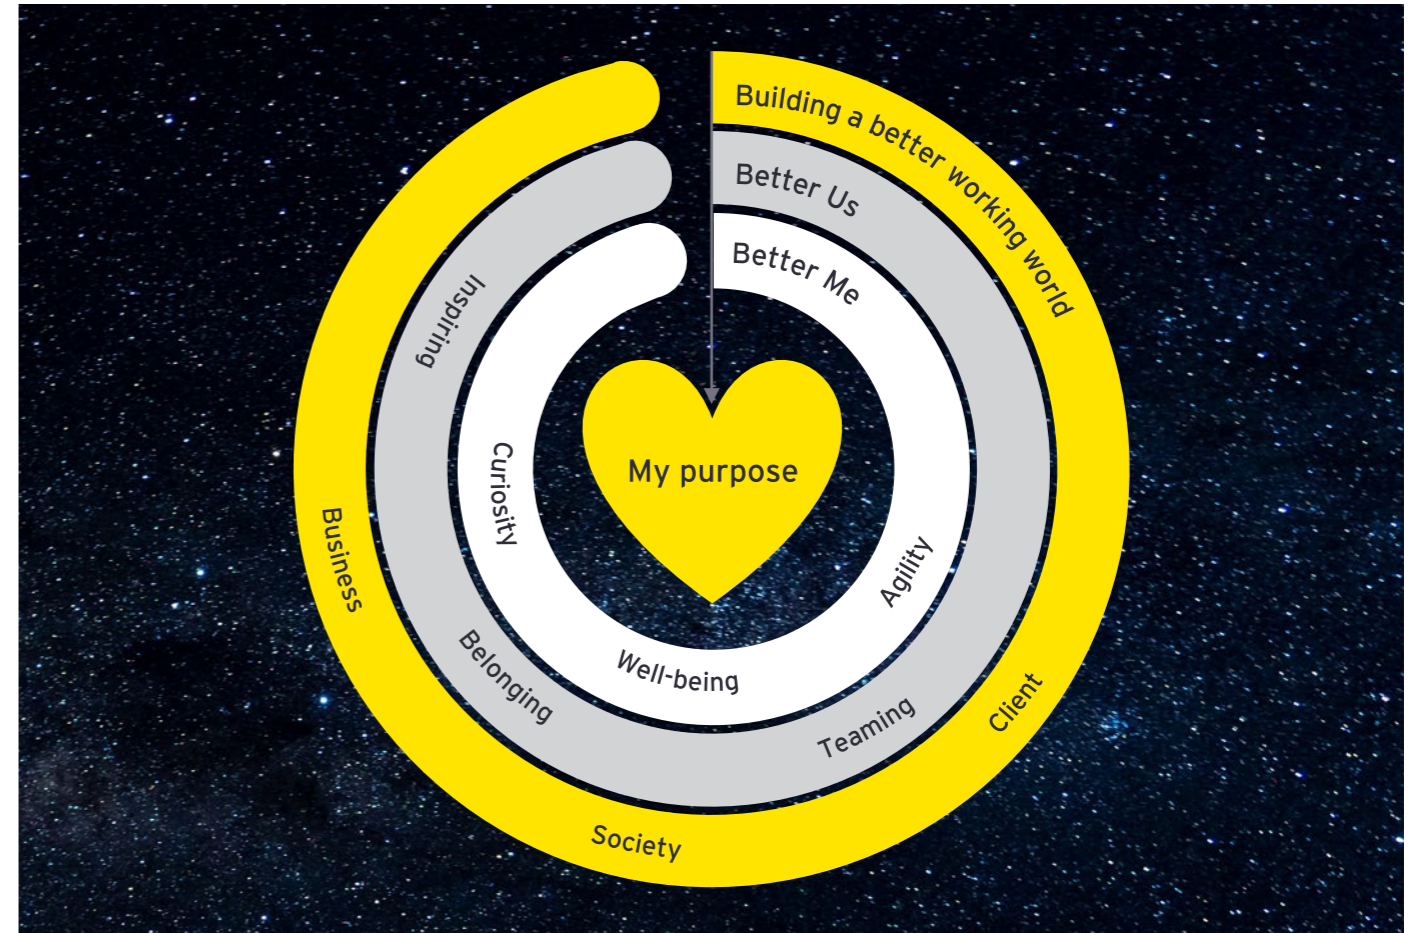 Building a better working world
Better Us
Better Me
My purpose
Inspiring
Curiosity
Agility
Business
Belonging
Well-being
Teaming
Client
Society